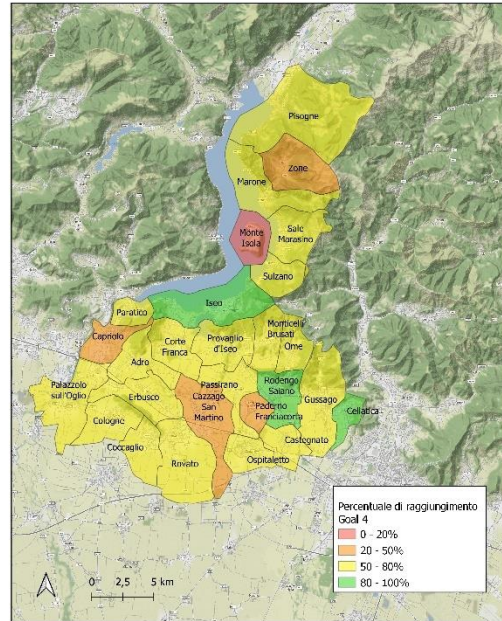 Pisogne
Zone
Marone
Monte
Isola
Sale
Marasino
Sulzano
Iseo
Paratico
Capriolo
Adro
Corte
Franca
Provaglio
d'Iseo
Monticelli
Brusati
Ome
Palazzolo
sull'Oglio
Erbusco
Passirano
Cazzago
San
Martino
Rodengo
Saiano
Paderno
Franciacorta
Gussago
Cellatica
Cologne
Coccaglio
Rovato
Castegnato
Ospitaletto
Percentuale di raggiungimento
Goal 4
0 - 20%
20 - 50%
50 - 80%
80 - 100%
0 2,5 5 km